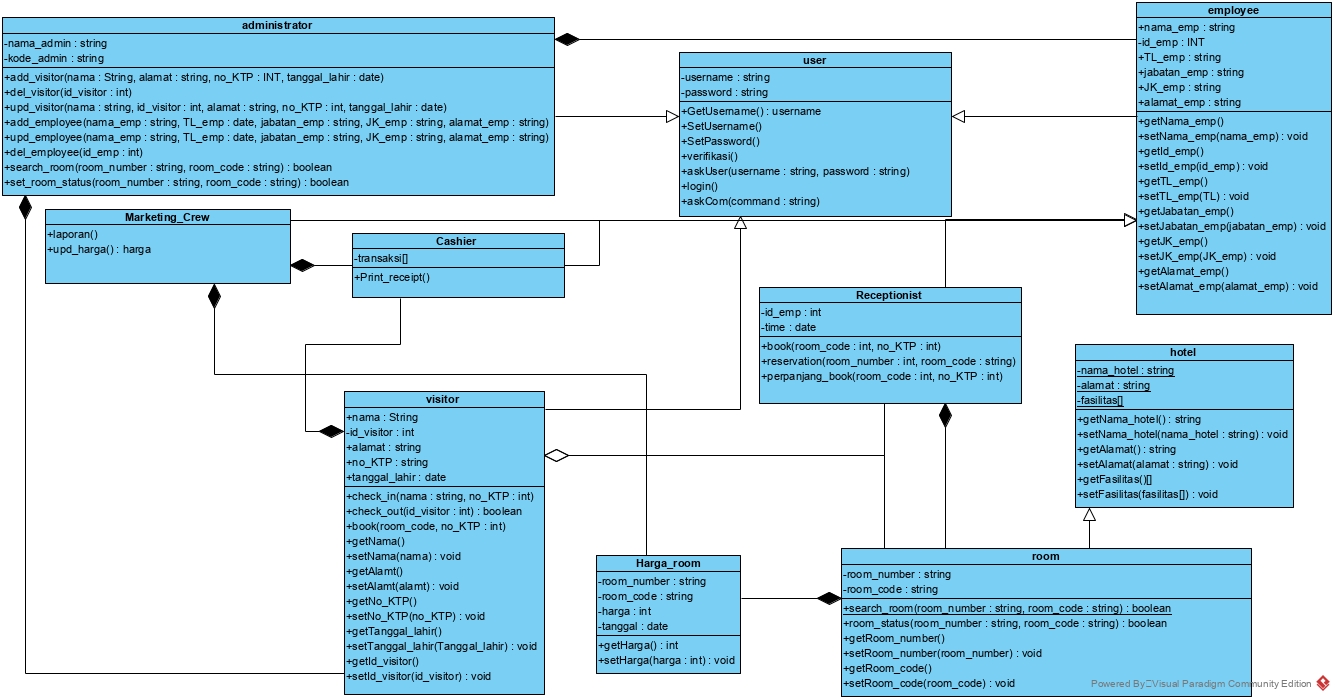 administrator
-nama_admin : string
-kode_admin : string
+add_visitor(nama : String, alamat : string, no_KTP : INT, tanggal_lahir : date)
+del_visitor(id_visitor : int)
+upd_visitor(nama : string, id_visitor : int, alamat : string, no_KTP : int, tanggal_lahir : date)
+add_employee(nama_emp : string, TL_emp : date, jabatan_emp : string, JK_emp : string, alamat_emp : string)
+upd_employee(nama_emp : string, TL_emp : date, jabatan_emp : string, JK_emp : string, alamat_emp : string)
+del_employee(id_emp : int)
+search_room(room_number : string, room_code : string) : boolean
+set_room_status(room_number : string, room_code : string) : boolean
user
-username : string
-password : string
+GetUsername() : username
+SetUsername()
+SetPassword()
+verifikasi()
+askUser(username : string, password : string)
+login()
+askCom(command : string)
employee
+nama_emp : string
-id_emp : INT
+TL_emp : string
+jabatan_emp : string
+JK_emp : string
+alamat_emp : string
+getNama_emp()
+setNama_emp(nama_emp) : void
+getId_emp()
+setId_emp(id_emp) : void
+getTL_emp()
+setTL_emp(TL) : void
+getJabatan_emp()
+setJabatan_emp(jabatan_emp) : void
+getJK_emp()
+setJK_emp(JK_emp) : void
+getAlamat_emp()
+setAlamat_emp(alamat_emp) : void
Marketing_Crew
+laporan()
+upd_harga() : harga
Cashier
-transaksi[]
+Print_receipt()
Receptionist
-id_emp : int
-time : date
+book(room_code : int, no_KTP : int)
+reservation(room_number : int, room_code : string)
+perpanjang_book(room_code : int, no_KTP : int)
hotel
-nama_hotel : string
-alamat : string
-fasilitas[]
+getNama_hotel() : string
+setNama_hotel(nama_hotel : string) : void
+getAlamat() : string
+setAlamat(alamat : string) : void
+getFasilitas()[]
+setFasilitas(fasilitas[]) : void
visitor
+nama : String
-id_visitor : int
+alamat : string
+no_KTP : string
+tanggal_lahir : date
+check_in(nama : string, no_KTP : int)
+check_out(id_visitor : int) : boolean
+book(room_code, no_KTP : int)
+getNama()
+setNama(nama) : void
+getAlamt()
+setAlamt(alamt) : void
+getNo_KTP()
+setNo_KTP(no_KTP) : void
+getTanggal_lahir()
+setTanggal_lahir(Tanggal_lahir) : void
+getId_visitor()
+setId_visitor(id_visitor) : void
Harga_room
-room_number : string
-room_code : string
-harga : int
-tanggal : date
+getHarga() : int
+setHarga(harga : int) : void
room
-room_number : string
-room_code : string
+search_room(room_number : string, room_code : string) : boolean
+room_status(room_number : string, room_code : string) : boolean
+getRoom_number()
+setRoom_number(room_number) : void
+getRoom_code()
+setRoom_code(room_code) : void
Powered By Visual Paradigm Community Edition